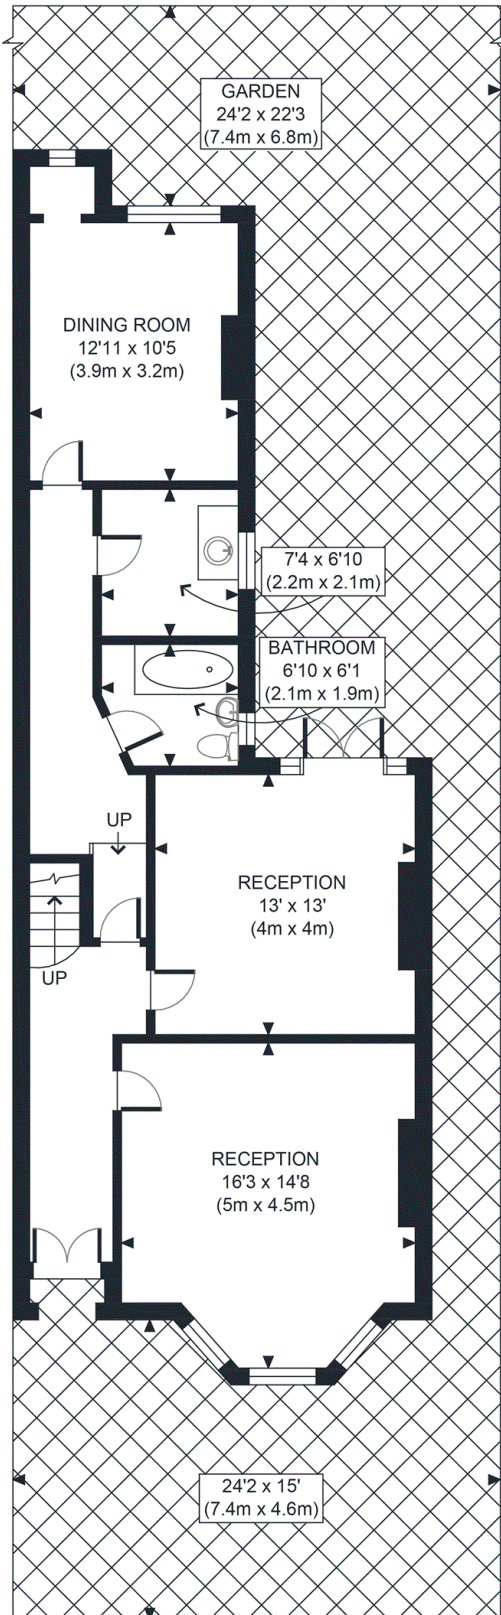 GARDEN
24'2 x 22'3
(7.4m x 6.8m)
DINING ROOM
12'11 x 10'5
(3.9m x 3.2m)
7'4 x 6'10
(2.2m x 2.1m)
BATHROOM
6'10 x 6'1
(2.1m x 1.9m)
UP
RECEPTION
13' x 13'
(4m x 4m)
UP
RECEPTION
16'3 x 14'8
(5m x 4.5m)
24'2 x 15'
(7.4m x 4.6m)